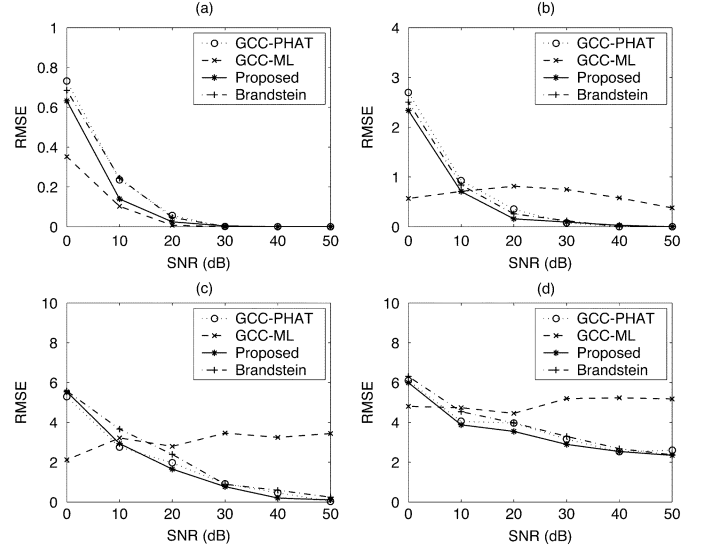 (a)
1
0.8
0.6
0.4
0.2
0
RMSE
GCC-PHAT
GCC-ML
Proposed
Brandstein
0 10 20 30 40 50
SNR (dB)
(b)
4
3
2
1
0
RMSE
GCC-PHAT
GCC-ML
Proposed
Brandstein
0 10 20 30 40 50
SNR (dB)
(c)
10
8
6
4
2
0
RMSE
GCC-PHAT
GCC-ML
Proposed
Brandstein
0 10 20 30 40 50
SNR (dB)
(d)
10
8
6
4
2
0
RMSE
GCC-PHAT
GCC-ML
Proposed
Brandstein
0 10 20 30 40 50
SNR (dB)